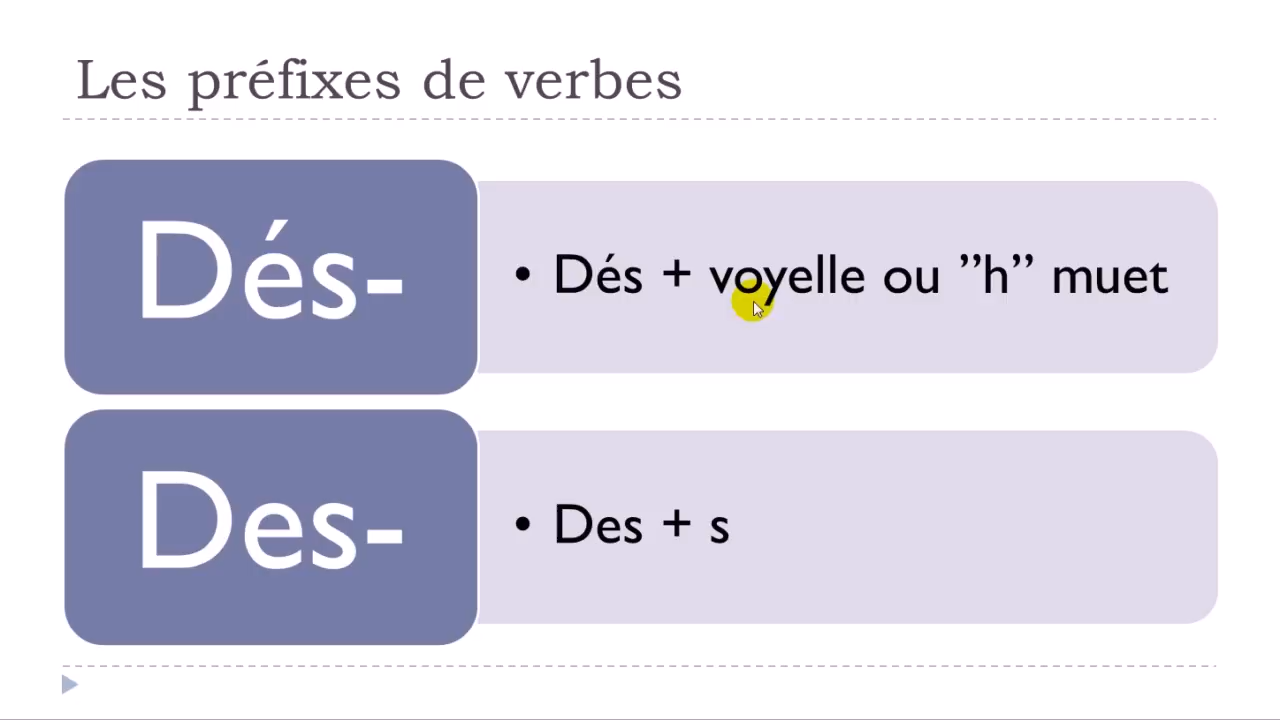 Les préfixes de verbes
Dés-
• Dés + voyelle ou ”h” muet
Des-
• Des + s